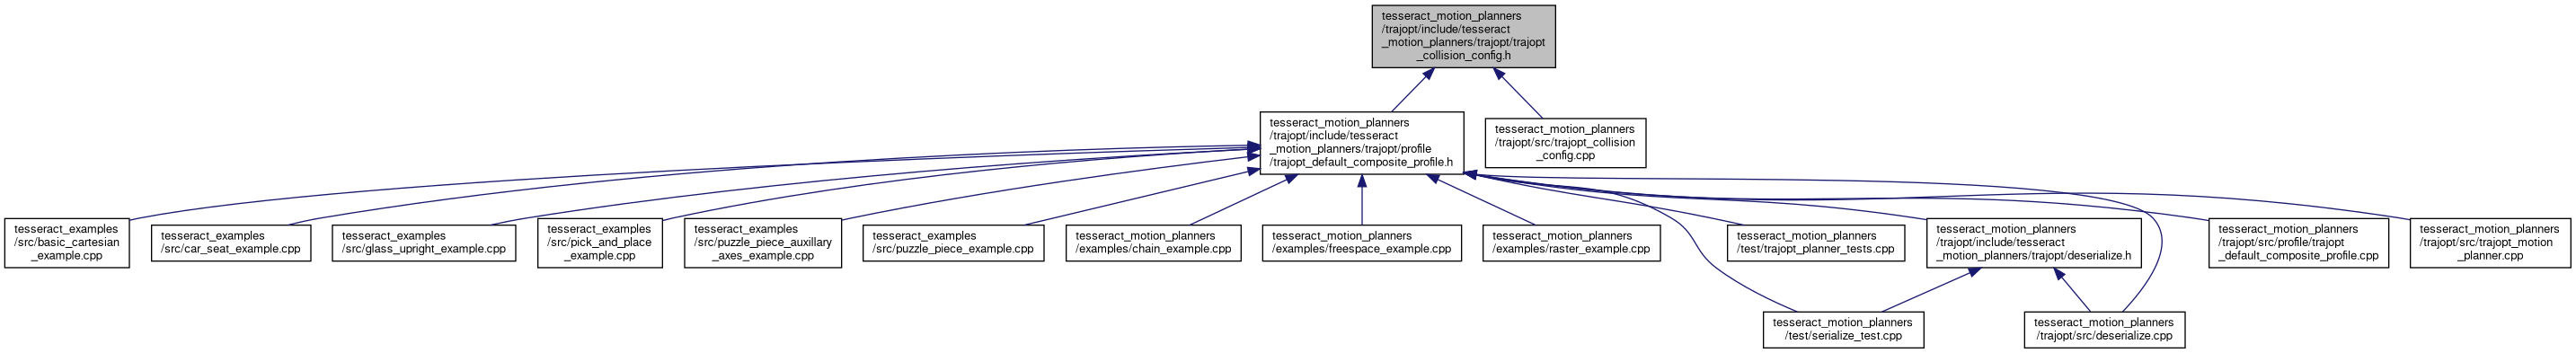 tesseract_motion_planners
/trajopt/include/tesseract
_motion_planners/trajopt/trajopt
_collision_config.h
tesseract_motion_planners
/trajopt/include/tesseract
_motion_planners/trajopt/profile
/trajopt_default_composite_profile.h
tesseract_motion_planners
/trajopt/src/trajopt_collision
_config.cpp
tesseract_examples
/src/basic_cartesian
_example.cpp
tesseract_examples
/src/car_seat_example.cpp
tesseract_examples
/src/glass_upright_example.cpp
tesseract_examples
/src/pick_and_place
_example.cpp
tesseract_examples
/src/puzzle_piece_auxillary
_axes_example.cpp
tesseract_examples
/src/puzzle_piece_example.cpp
tesseract_motion_planners
/examples/chain_example.cpp
tesseract_motion_planners
/examples/freespace_example.cpp
tesseract_motion_planners
/examples/raster_example.cpp
tesseract_motion_planners
/test/trajopt_planner_tests.cpp
tesseract_motion_planners
/trajopt/include/tesseract
_motion_planners/trajopt/deserialize.h
tesseract_motion_planners
/trajopt/src/profile/trajopt
_default_composite_profile.cpp
tesseract_motion_planners
/trajopt/src/trajopt_motion
_planner.cpp
tesseract_motion_planners
/test/serialize_test.cpp
tesseract_motion_planners
/trajopt/src/deserialize.cpp